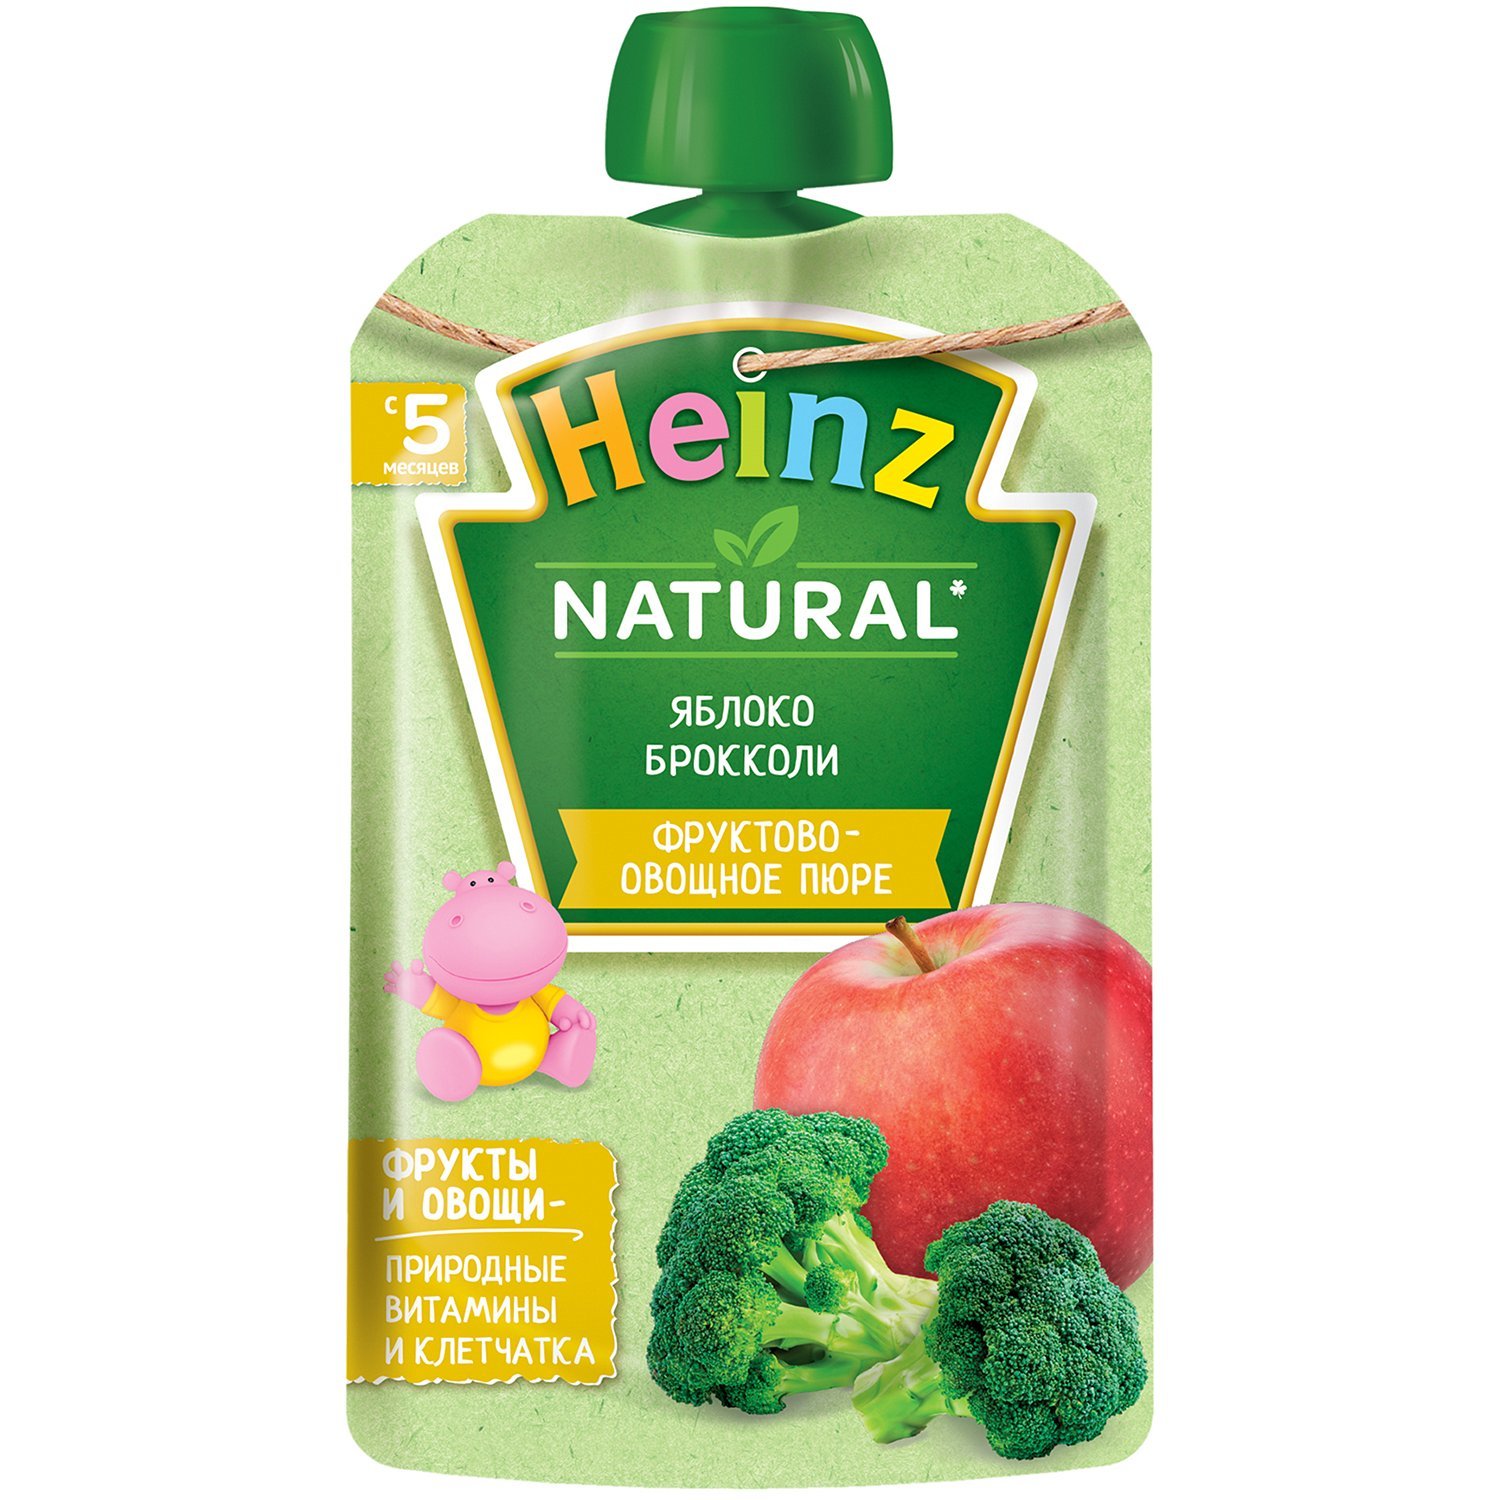 Heinz
с 5
месяцев
NATURAL
ЯБЛОКО
БРОККОЛИ
ФРУКТОВО-
ОВОЩНОЕ ПЮРЕ
ФРУКТЫ
И ОВОЩИ-
ПРИРОДНЫЕ
ВИТАМИНЫ
И КЛЕТЧАТКА